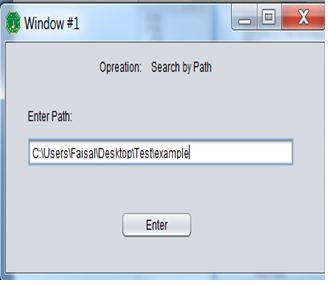 Window #1
Opreation: Search by Path
Enter Path:
C:\Users\Faisal\Desktop\Test\example
Enter